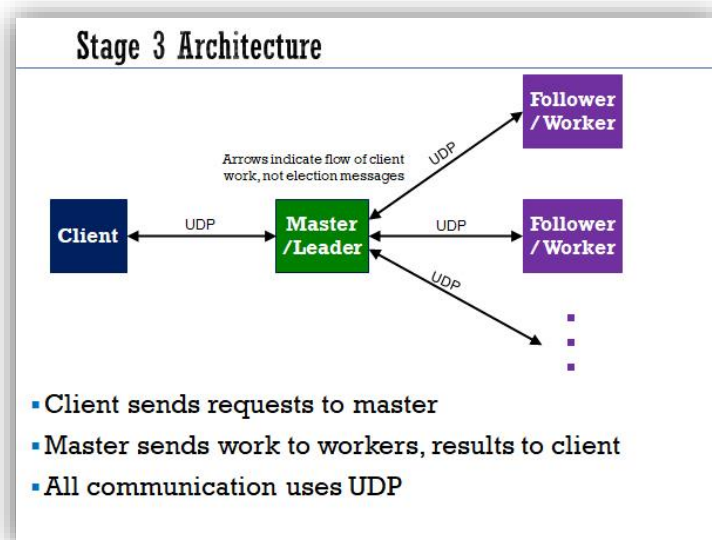 Stage 3 Architecture
Follower
/Worker
UDP
Arrows indicate flow of client
work, not election messages
Client
UDP
Master
/Leader
UDP
Follower
/Worker
UDP
▪Client sends requests to master
▪Master sends work to workers, results to client
▪All communication uses UDP